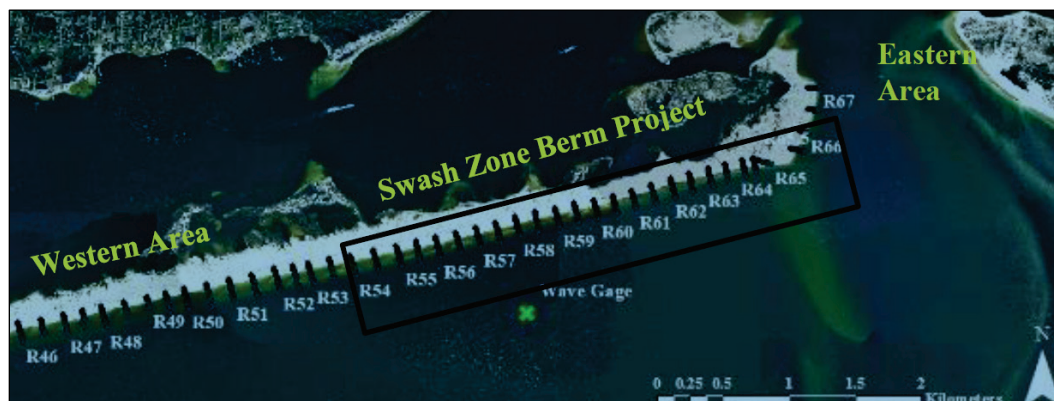 Eastern
Area
Swash Zone Berm Project
Western Area
R67
R66
R65
R64
R63
R62
R61
R60
R59
R58
R57
R56
R55
R54
R53
R52
R51
R50
R49
R48
R47
R46
Wave Gage
N
0 0.25 0.5 1 1.5 2
Kilometers